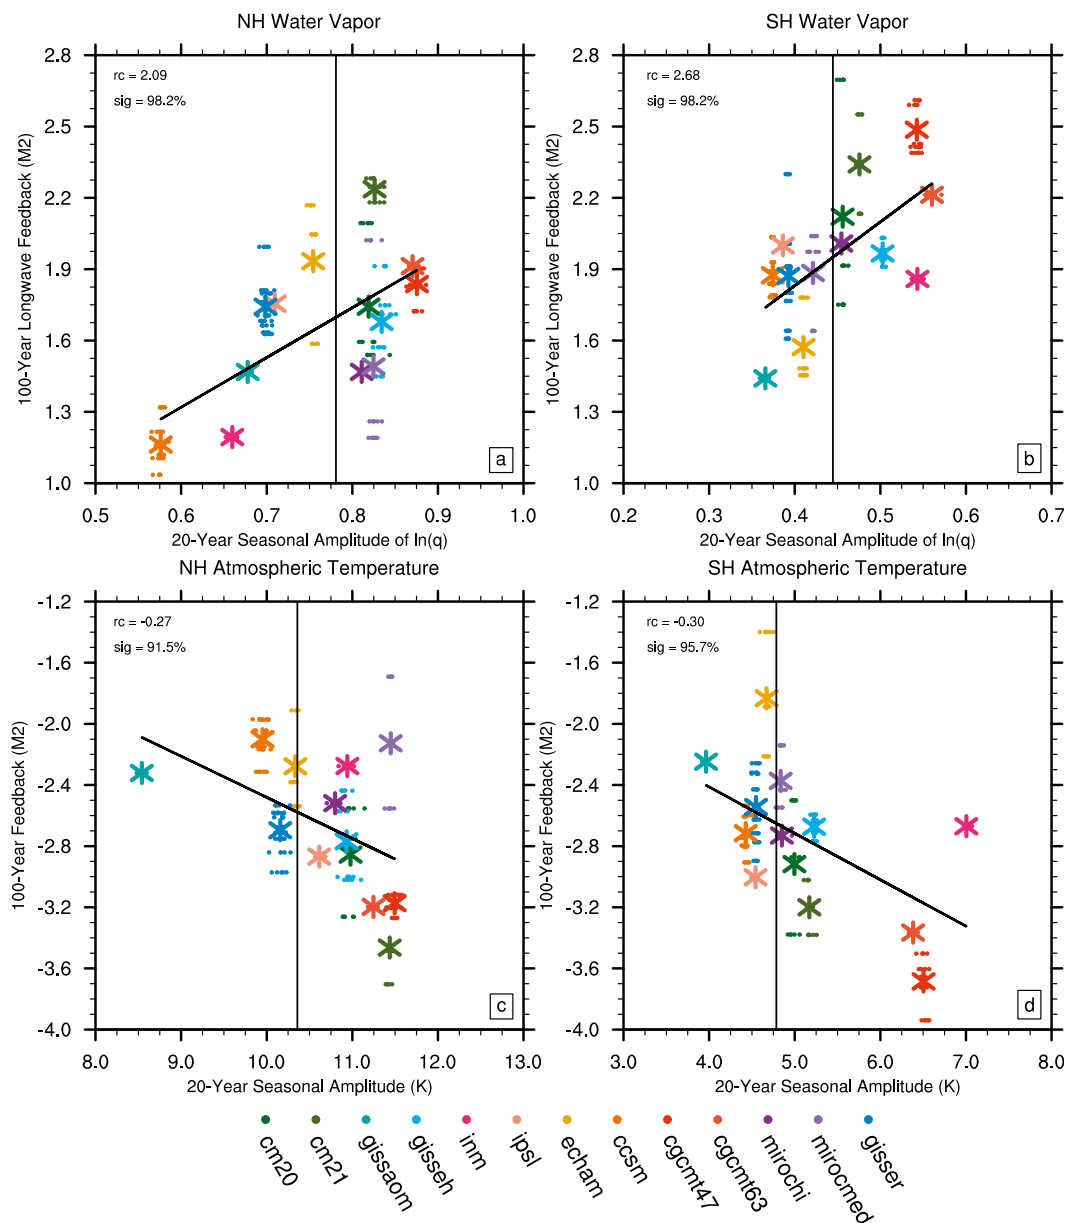 NH Water Vapor
rc = 2.09
sig = 98.2%
100-Year Longwave Feedback (M2)
2.8
2.5
2.2
1.9
1.6
1.3
1.0
a
0.5 0.6 0.7 0.8 0.9 1.0
20-Year Seasonal Amplitude of ln(q)
SH Water Vapor
rc = 2.68
sig = 98.2%
100-Year Longwave Feedback (M2)
2.8
2.5
2.2
1.9
1.6
1.3
1.0
b
0.2 0.3 0.4 0.5 0.6 0.7
20-Year Seasonal Amplitude of ln(q)
NH Atmospheric Temperature
rc = -0.27
sig = 91.5%
100-Year Feedback (M2)
-1.2
-1.6
-2.0
-2.4
-2.8
-3.2
-3.6
-4.0
c
8.0 9.0 10.0 11.0 12.0 13.0
20-Year Seasonal Amplitude (K)
SH Atmospheric Temperature
rc = -0.30
sig = 95.7%
100-Year Feedback (M2)
-1.2
-1.6
-2.0
-2.4
-2.8
-3.2
-3.6
-4.0
d
3.0 4.0 5.0 6.0 7.0 8.0
20-Year Seasonal Amplitude (K)
cm20
cm21
gissaom
gisseh
inm
ipsl
echam
ccsm
cgcmt47
cgcmt63
mirochi
mirocmed
gisser